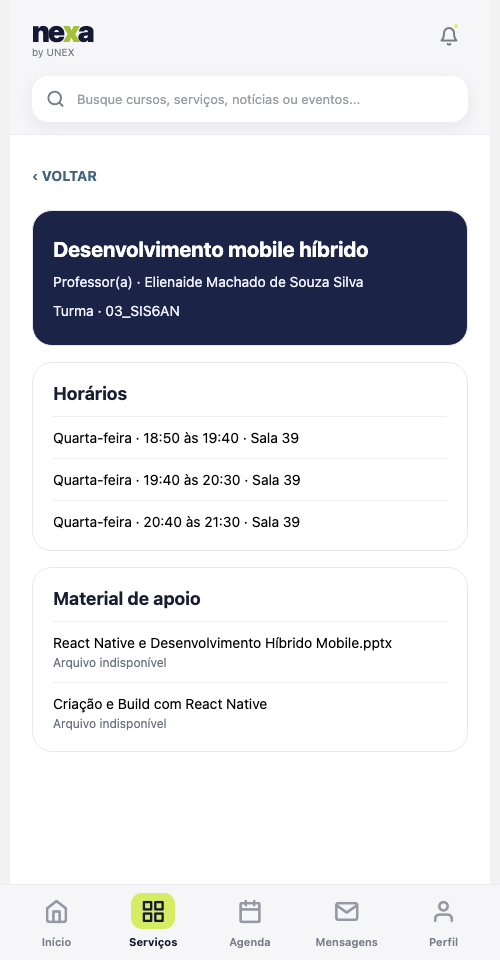 nexa
by UNEX
Busque cursos, serviços, notícias ou eventos...
‹ VOLTAR
Desenvolvimento mobile híbrido
Professor(a) · Elienaide Machado de Souza Silva
Turma · 03_SIS6AN
Horários
Quarta-feira · 18:50 às 19:40 · Sala 39
Quarta-feira · 19:40 às 20:30 · Sala 39
Quarta-feira · 20:40 às 21:30 · Sala 39
Material de apoio
React Native e Desenvolvimento Híbrido Mobile.pptx
Arquivo indisponível
Criação e Build com React Native
Arquivo indisponível
Início
Serviços
Agenda
Mensagens
Perfil